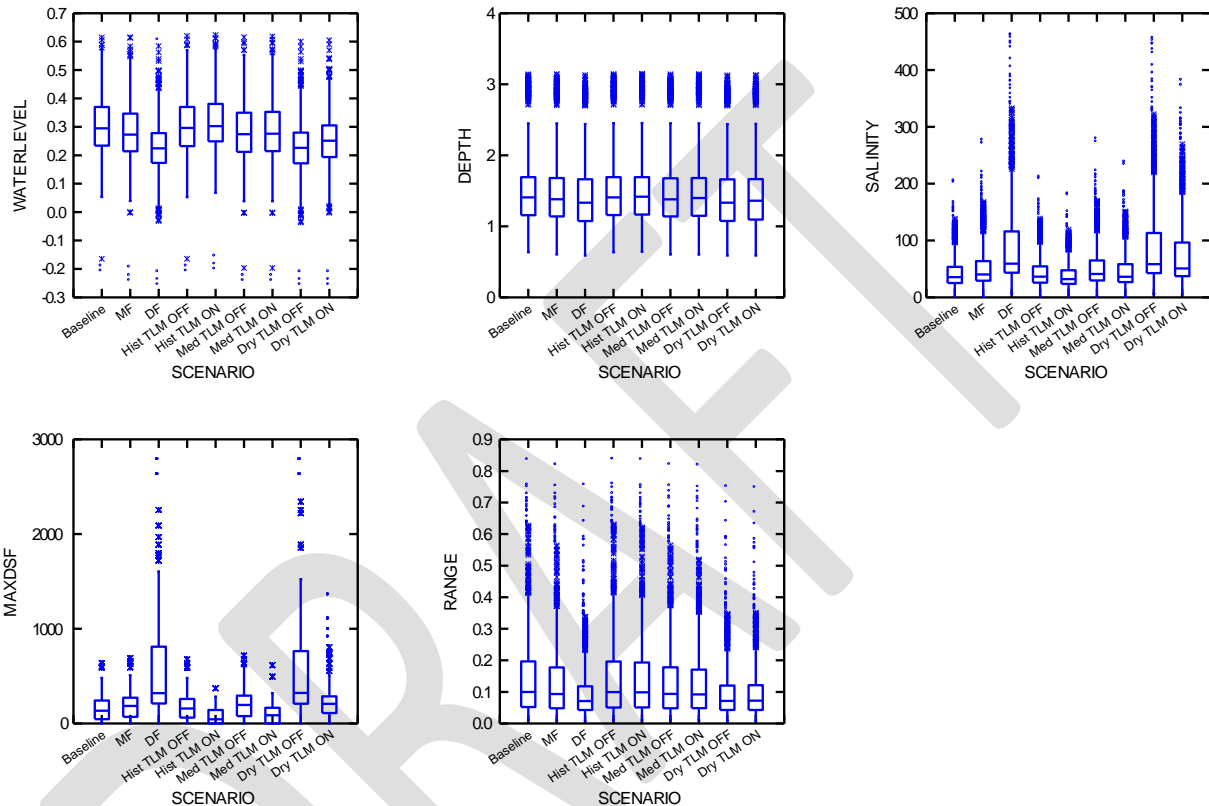 0.7
0.6
0.5
0.4
0.3
0.2
0.1
0.0
-0.1
-0.2
-0.3
WATERLEVEL
Baseline
MF
DF
Hist TLM OFF
Hist TLM ON
Med TLM OFF
Med TLM ON
Dry TLM OFF
Dry TLM ON
SCENARIO
4
3
2
1
0
DEPTH
Baseline
MF
DF
Hist TLM OFF
Hist TLM ON
Med TLM OFF
Med TLM ON
Dry TLM OFF
Dry TLM ON
SCENARIO
500
400
300
200
100
0
SALINITY
Baseline
MF
DF
Hist TLM OFF
Hist TLM ON
Med TLM OFF
Med TLM ON
Dry TLM OFF
Dry TLM ON
SCENARIO
3000
2000
1000
0
MAXDSF
Baseline
MF
DF
Hist TLM OFF
Hist TLM ON
Med TLM OFF
Med TLM ON
Dry TLM OFF
Dry TLM ON
SCENARIO
0.9
0.8
0.7
0.6
0.5
0.4
0.3
0.2
0.1
0.0
RANGE
Baseline
MF
DF
Hist TLM OFF
Hist TLM ON
Med TLM OFF
Med TLM ON
Dry TLM OFF
Dry TLM ON
SCENARIO
DRAFT